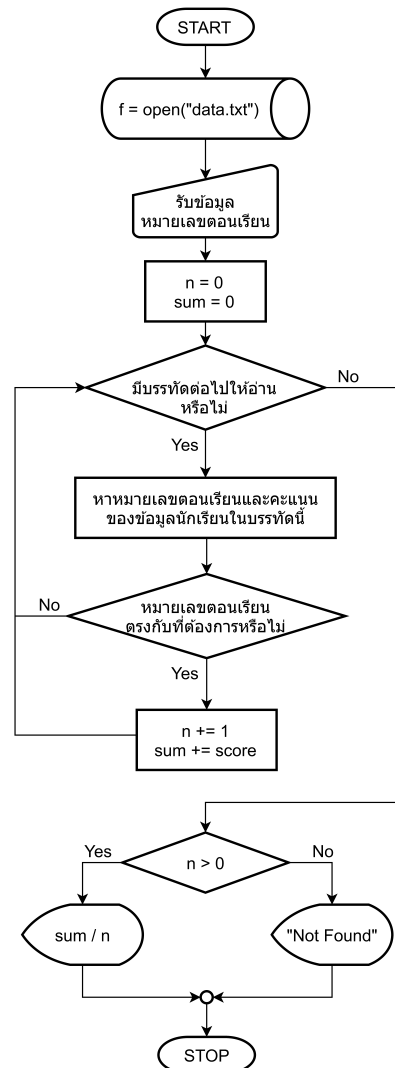 START
f = open("data.txt")
รับข้อมูล
หมายเลขตอนเรียน
n = 0
sum = 0
มีบรรทัดต่อไปให้อ่าน
หรือไม่
No
Yes
หาหมายเลขตอนเรียนและคะแนน
ของข้อมูลนักเรียนในบรรทัดนี้
หมายเลขตอนเรียน
ตรงกับที่ต้องการหรือไม่
No
Yes
n += 1
sum += score
n > 0
Yes
No
sum / n
"Not Found"
STOP